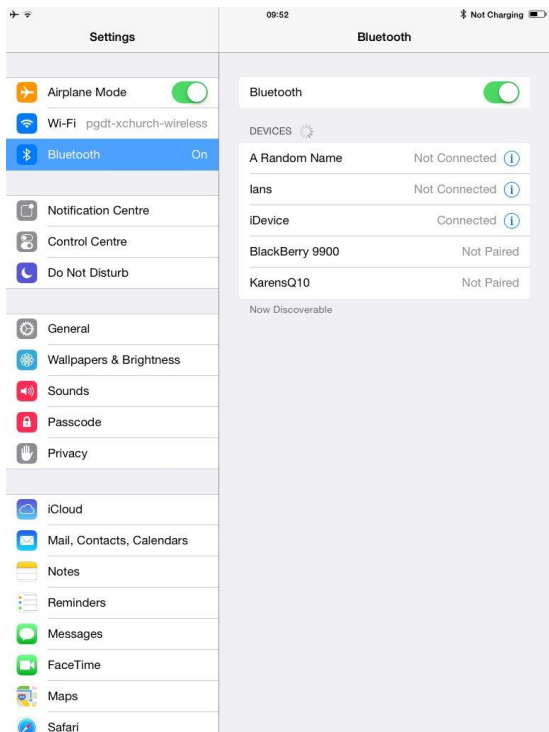 09:52
Not Charging
Settings
Airplane Mode
Wi-Fi pgdt-xchurch-wireless
Bluetooth On
Notification Centre
Control Centre
Do Not Disturb
General
Wallpapers & Brightness
Sounds
Passcode
Privacy
iCloud
Mail, Contacts, Calendars
Notes
Reminders
Messages
FaceTime
Maps
Safari
Bluetooth
Bluetooth
DEVICES
A Random Name Not Connected
Ians Not Connected
iDevice Connected
BlackBerry 9900 Not Paired
KarensQ10 Not Paired
Now Discoverable